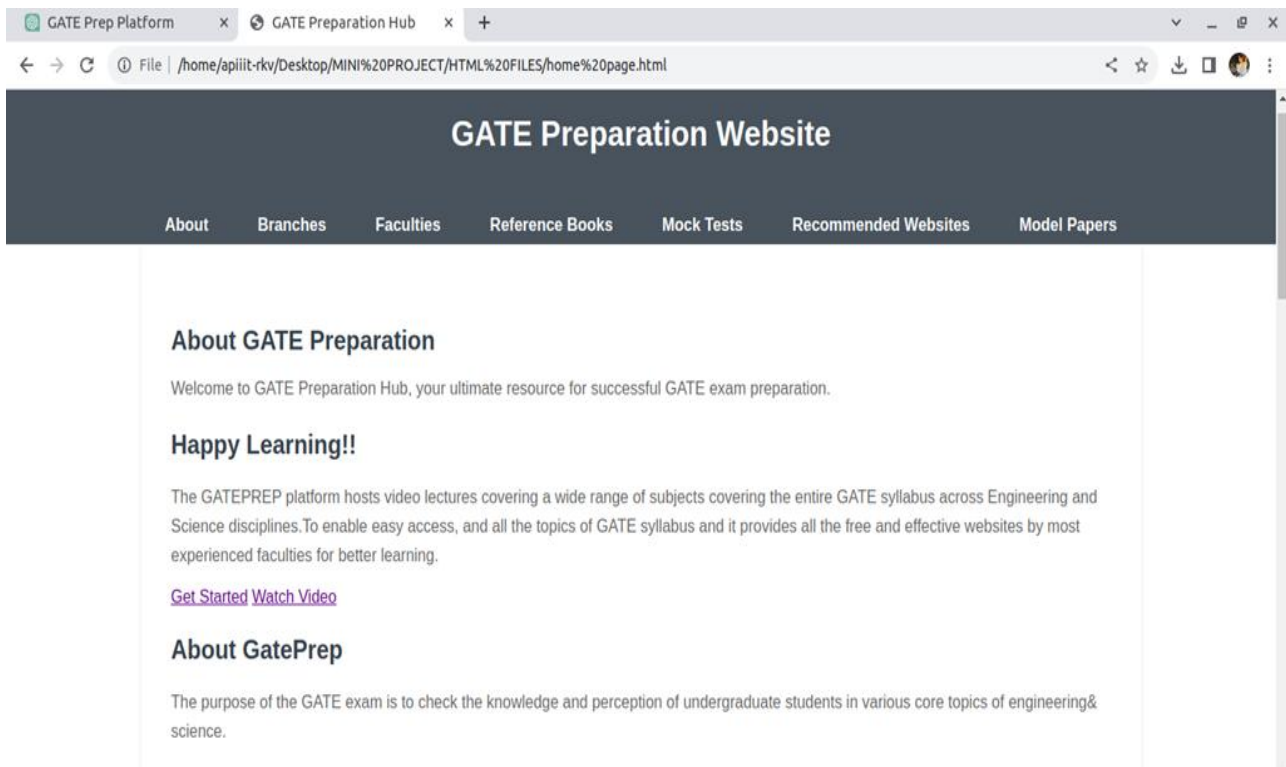 GATE Prep Platform GATE Preparation Hub
File /home/apiiit-rkv/Desktop/MINI%20PROJECT/HTML%20FILES/home%20page.html
GATE Preparation Website
About Branches Faculties Reference Books Mock Tests Recommended Websites Model Papers
About GATE Preparation
Welcome to GATE Preparation Hub, your ultimate resource for successful GATE exam preparation.
Happy Learning!!
The GATEPREP platform hosts video lectures covering a wide range of subjects covering the entire GATE syllabus across Engineering and
Science disciplines.To enable easy access, and all the topics of GATE syllabus and it provides all the free and effective websites by most
experienced faculties for better learning.
Get Started Watch Video
About GatePrep
The purpose of the GATE exam is to check the knowledge and perception of undergraduate students in various core topics of engineering&
science.